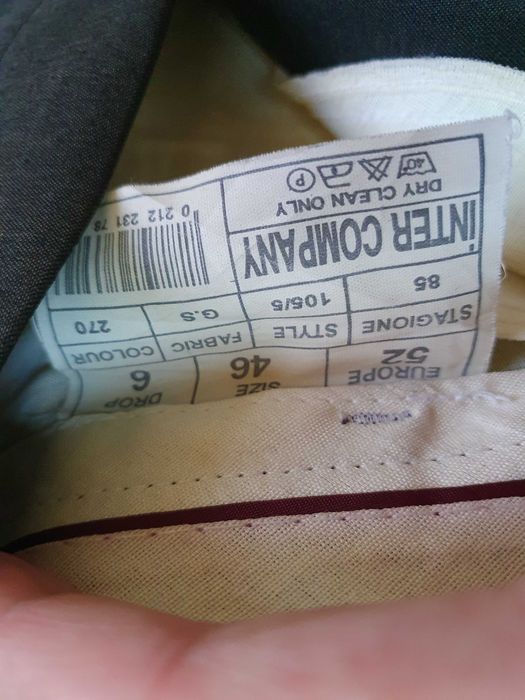 EUROPE SIZE DROP
52 46 6
STAGIONE STYLE FABRIC COLOUR
85 105/5 G.S 270
INTER COMPANY
DRY CLEAN ONLY
40 P
0 212 231 78